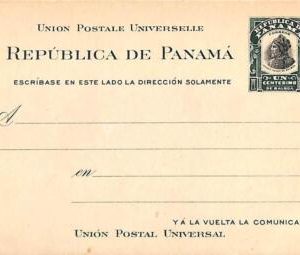 UNION POSTALE UNIVERSELLE
REPÚBLICA DE PANAMÁ
ESCRÍBASE EN ESTE LADO LA DIRECCIÓN SOLAMENTE
REPUBLICA DE
PANAMA
CORREOS
UN
CENTESIMO
DE BALBOA
A
en
Y A LA VUELTA LA COMUNICA
UNIÓN POSTAL UNIVERSAL